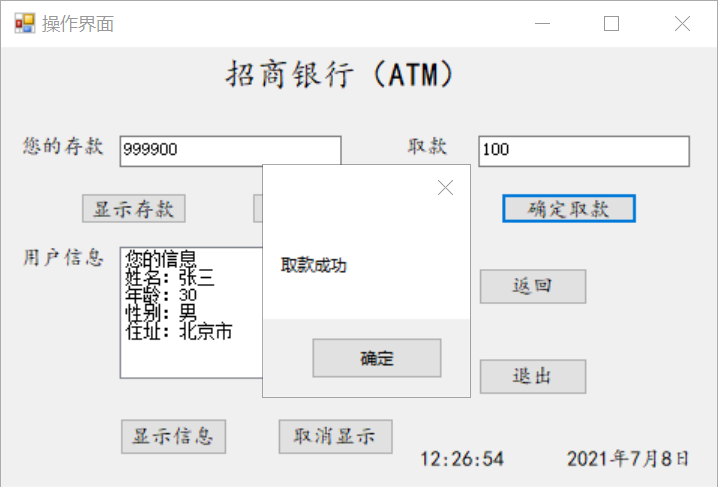 操作界面
招商银行（ATM）
您的存款 999900 取款 100
显示存款 确定取款
取款成功
用户信息
您的信息
姓名：张三
年龄：30
性别：男
住址：北京市
返回
确定
退出
显示信息 取消显示
12:26:54 2021年7月8日